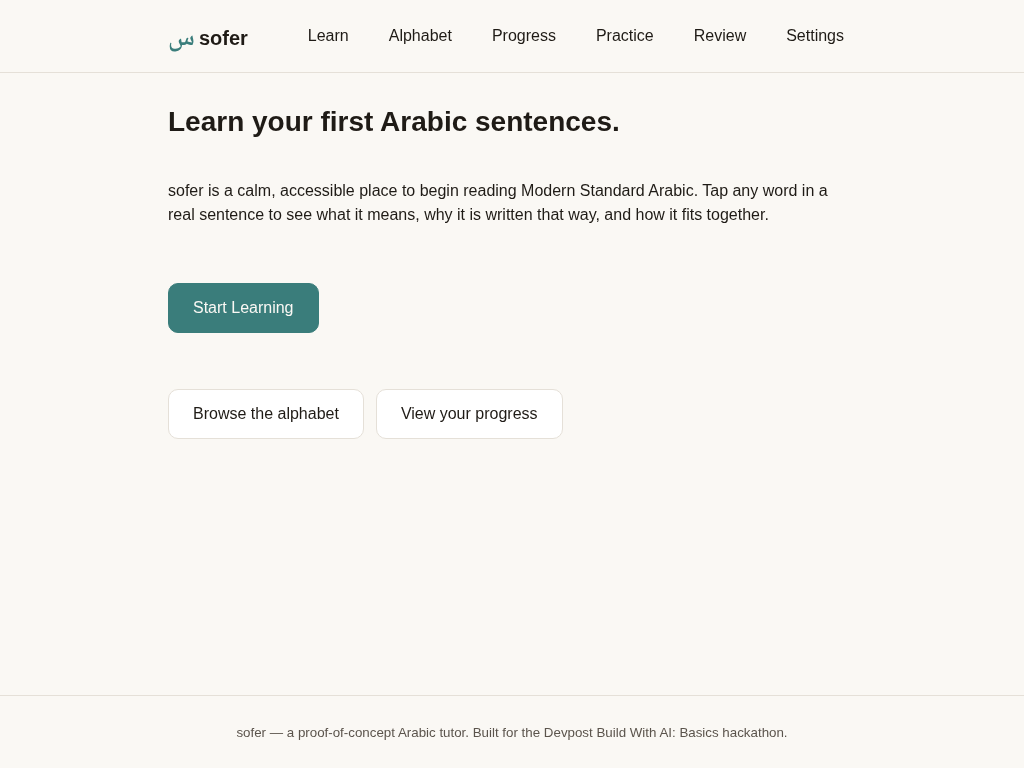 س sofer
Learn
Alphabet
Progress
Practice
Review
Settings
Learn your first Arabic sentences.
sofer is a calm, accessible place to begin reading Modern Standard Arabic. Tap any word in a
real sentence to see what it means, why it is written that way, and how it fits together.
Start Learning
Browse the alphabet
View your progress
sofer — a proof-of-concept Arabic tutor. Built for the Devpost Build With AI: Basics hackathon.